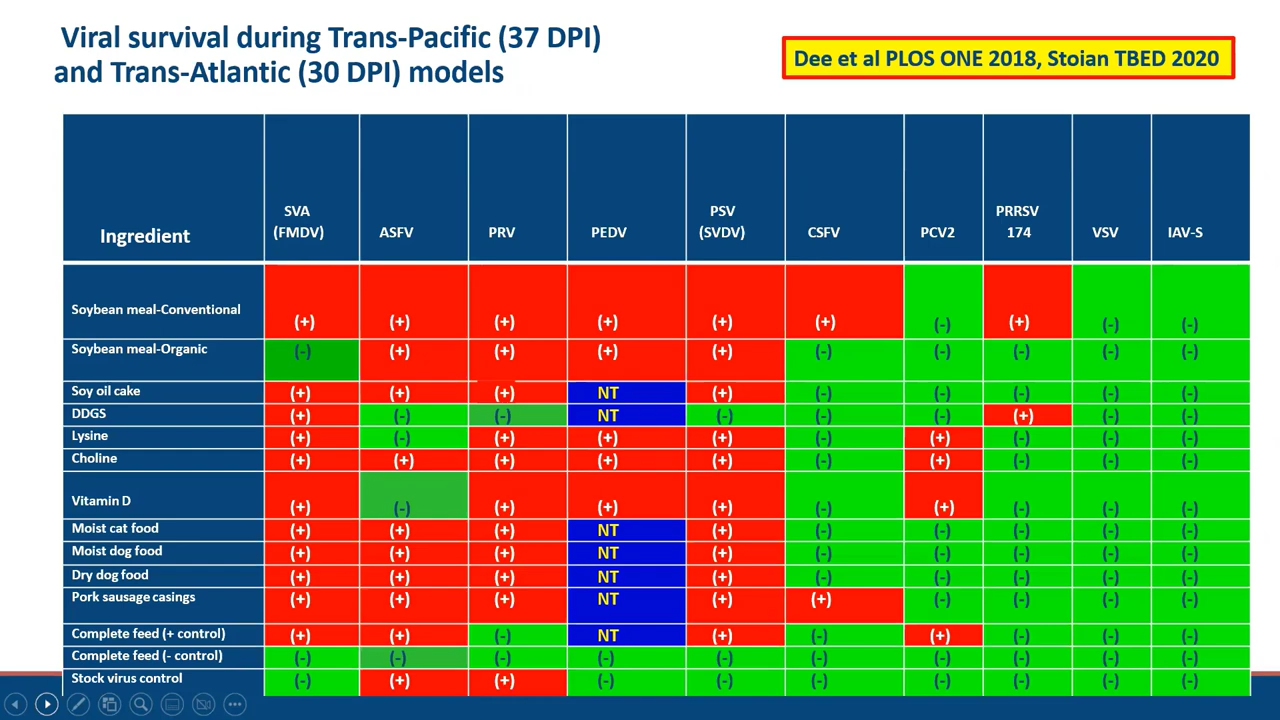 Viral survival during Trans-Pacific (37 DPI)
and Trans-Atlantic (30 DPI) models
Dee et al PLOS ONE 2018, Stoian TBED 2020
Ingredient SVA (FMDV) ASFV PRV PEDV PSV (SVDV) CSFV PCV2 PRRSV 174 VSV IAV-S
Soybean meal-Conventional (+) (+) (+) (+) (+) (+) (-) (+) (-) (-)
Soybean meal-Organic (-) (+) (+) (+) (+) (-) (-) (-) (-) (-)
Soy oil cake (+) (+) (+) NT (+) (-) (-) (-) (-) (-)
DDGS (+) (-) (-) NT (-) (-) (-) (+) (-) (-)
Lysine (+) (-) (+) (+) (+) (-) (+) (-) (-) (-)
Choline (+) (+) (+) (+) (+) (-) (+) (-) (-) (-)
Vitamin D (+) (-) (+) (+) (+) (-) (+) (-) (-) (-)
Moist cat food (+) (+) (+) NT (+) (-) (-) (-) (-) (-)
Moist dog food (+) (+) (+) NT (+) (-) (-) (-) (-) (-)
Dry dog food (+) (+) (+) NT (+) (-) (-) (-) (-) (-)
Pork sausage casings (+) (+) (+) NT (+) (+) (-) (-) (-) (-)
Complete feed (+ control) (+) (+) (-) NT (+) (-) (+) (-) (-) (-)
Complete feed (- control) (-) (-) (-) (-) (-) (-) (-) (-) (-) (-)
Stock virus control (-) (+) (+) (-) (-) (-) (-) (-) (-) (-)